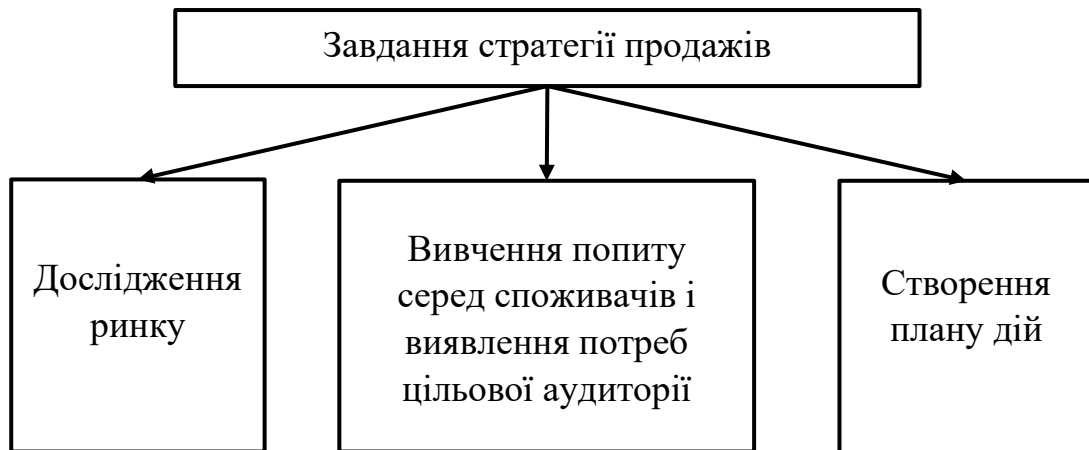 Завдання стратегії продажів
Дослідження
ринку
Вивчення попиту
серед споживачів і
виявлення потреб
цільової аудиторії
Створення
плану дій